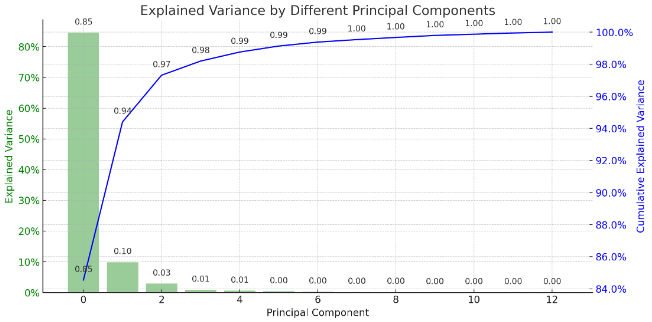 Explained Variance by Different Principal Components
0.85 0.94 0.97 0.98 0.99 0.99 0.99 1.00 1.00 1.00 1.00 1.00 1.00
0.85 0.10 0.03 0.01 0.01 0.00 0.00 0.00 0.00 0.00 0.00 0.00 0.00
80%
70%
60%
50%
40%
30%
20%
10%
0%
Explained Variance
100.0%
98.0%
96.0%
94.0%
92.0%
90.0%
88.0%
86.0%
84.0%
Cumulative Explained Variance
0 2 4 6 8 10 12
Principal Component